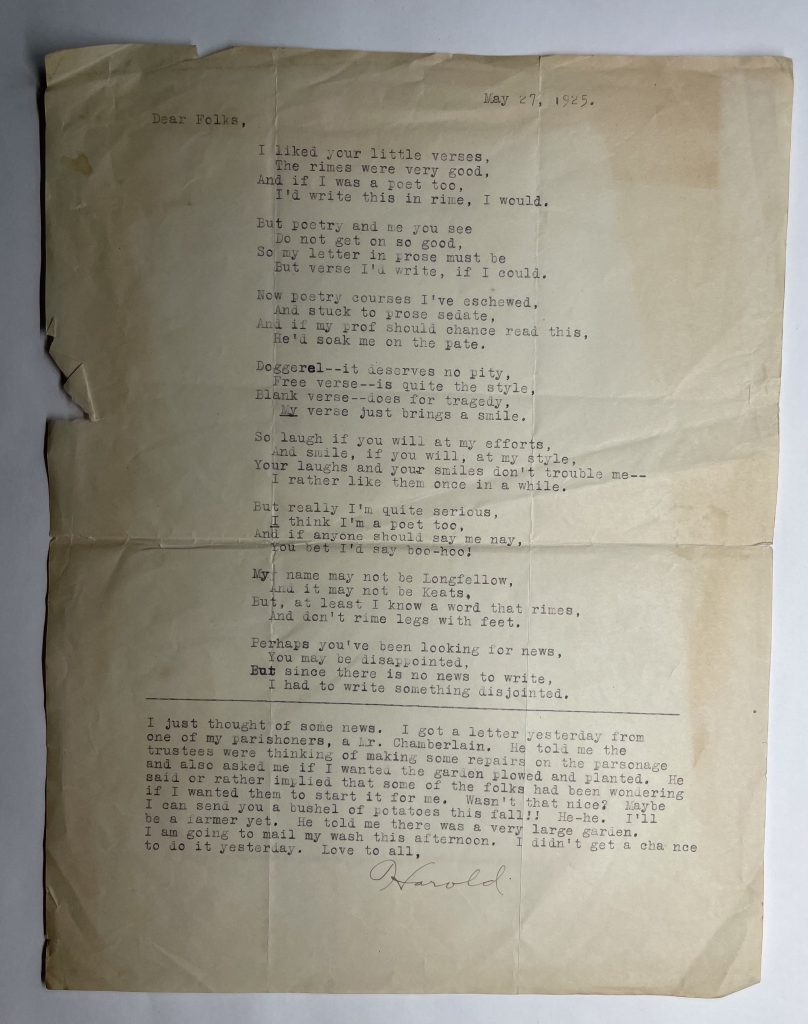 May 27, 1925.
Dear Folks,
I liked your little verses,
The rimes were very good,
And if I was a poet too,
I'd write this in rime, I would.
But poetry and me you see
Do not get on so good,
So my letter in prose must be
But verse I'd write, if I could.
Now poetry courses I've eschewed,
And stuck to prose sedate,
And if my prof should chance read this,
He'd soak me on the pate.
Doggerel--it deserves no pity,
Free verse--is quite the style,
Blank verse--does for tragedy,
My verse just brings a smile.
So laugh if you will at my efforts,
And smile, if you will, at my style,
Your laughs and your smiles don't trouble me--
I rather like them once in a while.
But really I'm quite serious,
I think I'm a poet too,
And if anyone should say me nay,
You bet I'd say boo-hoo!
My name may not be Longfellow,
And it may not be Keats,
But, at least I know a word that rimes,
And don't rime legs with feet.
Perhaps you've been looking for news,
You may be disappointed,
But since there is no news to write,
I had to write something disjointed.
I just thought of some news. I got a letter yesterday from
one of my parishoners, a Mr. Chamberlain. He told me the
trustees were thinking of making some repairs on the parsonage
and also asked me if I wanted the garden plowed and planted. He
said or rather implied that some of the folks had been wondering
if I wanted them to start it for me. Wasn't that nice? Maybe
I can send you a bushel of potatoes this fall!! He-he. I'll
be a farmer yet. He told me there was a very large garden.
I am going to mail my wash this afternoon. I didn't get a cha nce
to do it yesterday. Love to all,
Harold.